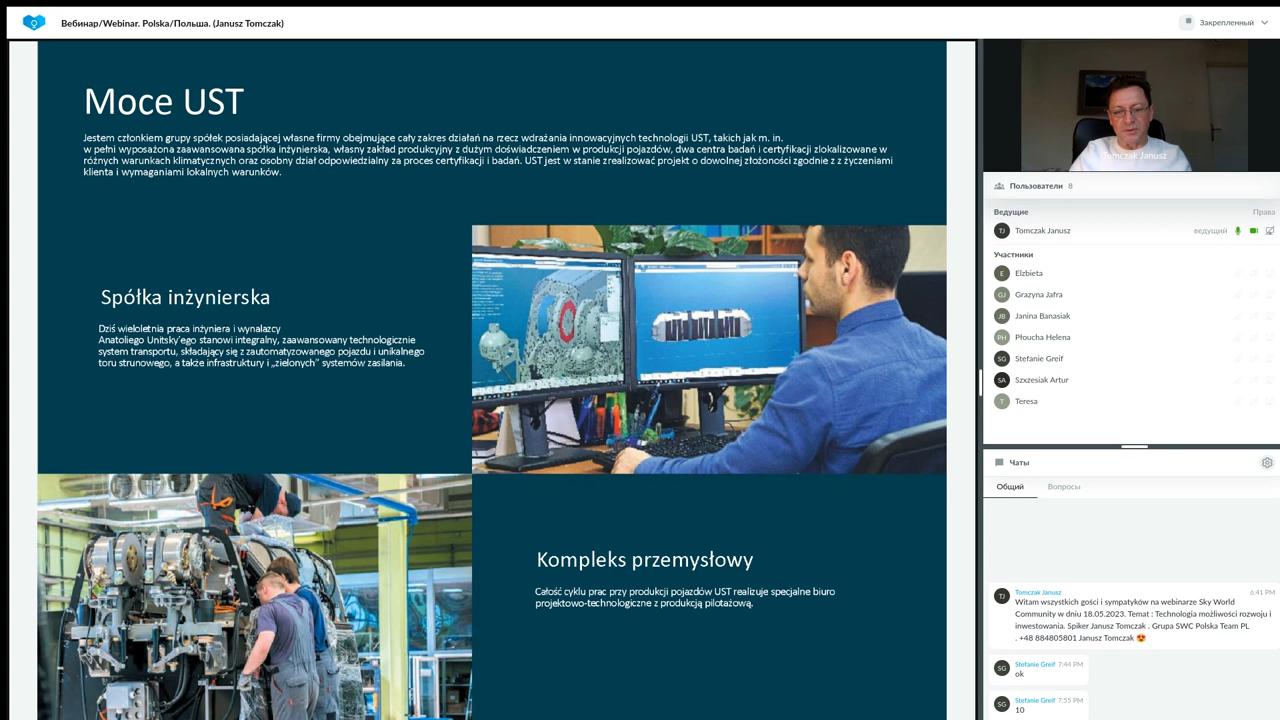 Вебинар/Webinar. Polska/Польша. (Janusz Tomczak)
Закрепленный
Moce UST
Jestem członkiem grupy spółek posiadającej własne firmy obejmujące cały zakres działań na rzecz wdrażania innowacyjnych technologii UST, takich jak m. in.
w pełni wyposażona zaawansowana spółka inżynierska, własny zakład produkcyjny z dużym doświadczeniem w produkcji pojazdów, dwa centra badań i certyfikacji zlokalizowane w
różnych warunkach klimatycznych oraz osobny dział odpowiedzialny za proces certyfikacji i badań. UST jest w stanie zrealizować projekt o dowolnej złożoności zgodnie z z życzeniami
klienta i wymaganiami lokalnych warunków.
Spółka inżynierska
Dziś wieloletnia praca inżyniera i wynalazcy
Anatoliego Unitsky'ego stanowi integralny, zaawansowany technologicznie
system transportu, składający się z zautomatyzowanego pojazdu i unikalnego
toru strunowego, a także infrastruktury i „zielonych" systemów zasilania.
Kompleks przemysłowy
Całość cyklu prac przy produkcji pojazdów UST realizuje specjalne biuro
projektowo-technologiczne z produkcją pilotażową.
Tomczak Janusz
Пользователи 8
Ведущие Права
TJ Tomczak Janusz ведущий
Участники
E Elzbieta
GJ Grazyna Jafra
JB Janina Banasiak
PH Płoucha Helena
SG Stefanie Greif
SA Szxzesiak Artur
T Teresa
Чаты
Общий Вопросы
TJ Tomczak Janusz 6:41 PM
Witam wszystkich gości i sympatyków na webinarze Sky World
Community w dniu 18.05.2023. Temat : Technologia możliwości rozwoju i
inwestowania. Spiker Janusz Tomczak . Grupa SWC Polska Team PL
. +48 884805801 Janusz Tomczak 😍
SG Stefanie Greif 7:44 PM
ok
SG Stefanie Greif 7:55 PM
10